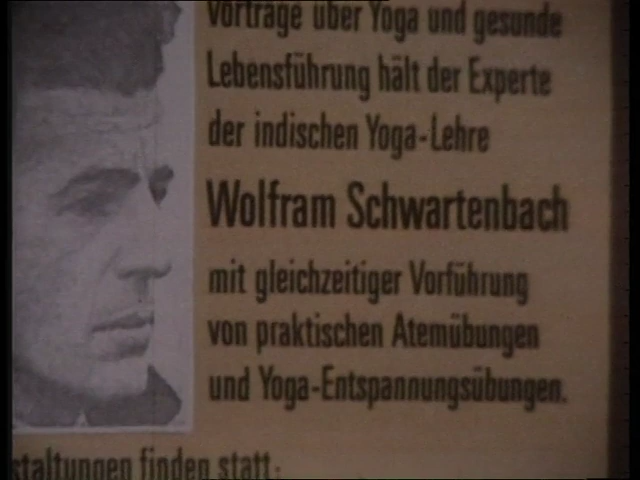 Vorträge über Yoga und gesunde
Lebensführung hält der Experte
der indischen Yoga-Lehre
Wolfram Schwartenbach
mit gleichzeitiger Vorführung
von praktischen Atemübungen
und Yoga-Entspannungsübungen.
staltungen finden statt: